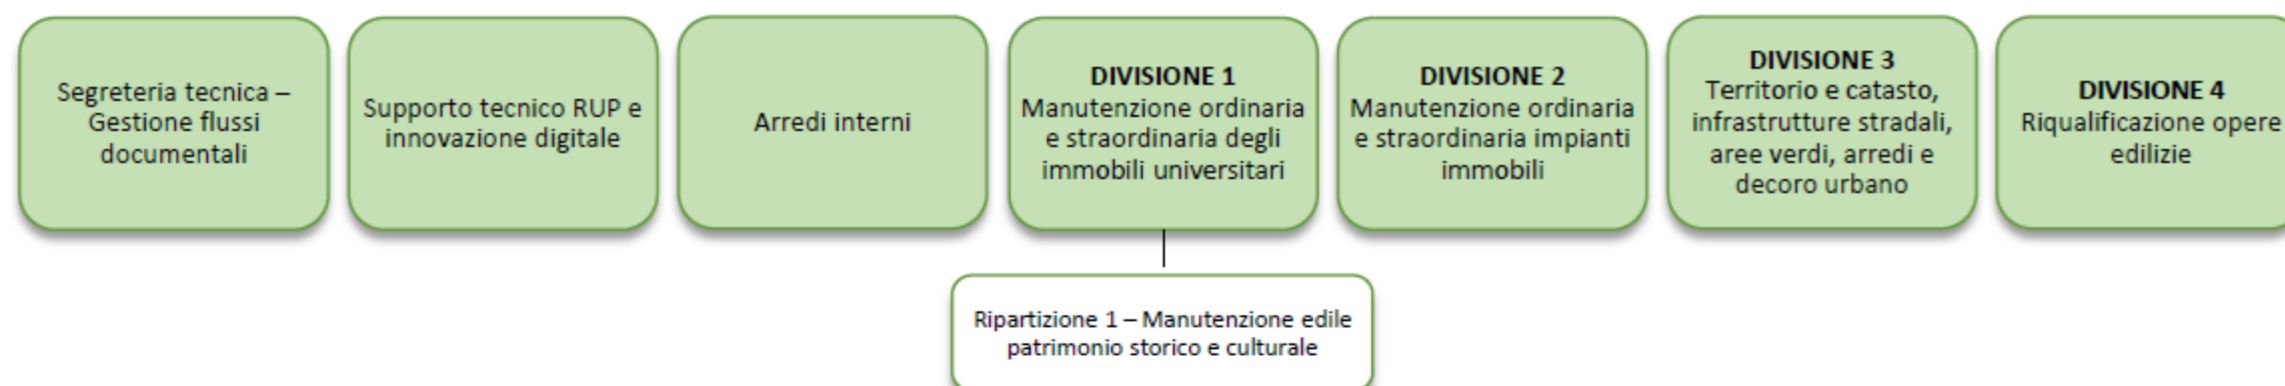 Segreteria tecnica –
Gestione flussi
documentali
Supporto tecnico RUP e
innovazione digitale
Arredi interni
DIVISIONE 1
Manutenzione ordinaria
e straordinaria degli
immobili universitari
DIVISIONE 2
Manutenzione ordinaria
e straordinaria impianti
immobili
DIVISIONE 3
Territorio e catasto,
infrastrutture stradali,
aree verdi, arredi e
decoro urbano
DIVISIONE 4
Riqualificazione opere
edilizie
Ripartizione 1 – Manutenzione edile
patrimonio storico e culturale